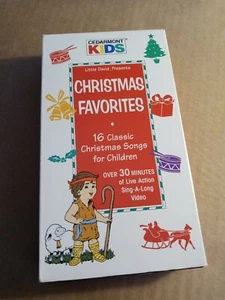 CEDARMONT
KIDS
Little David Presents
CHRISTMAS
FAVORITES
16 Classic
Christmas Songs
for Children
OVER 30 MINUTES
of Live Action
Sing-A-Long
Video